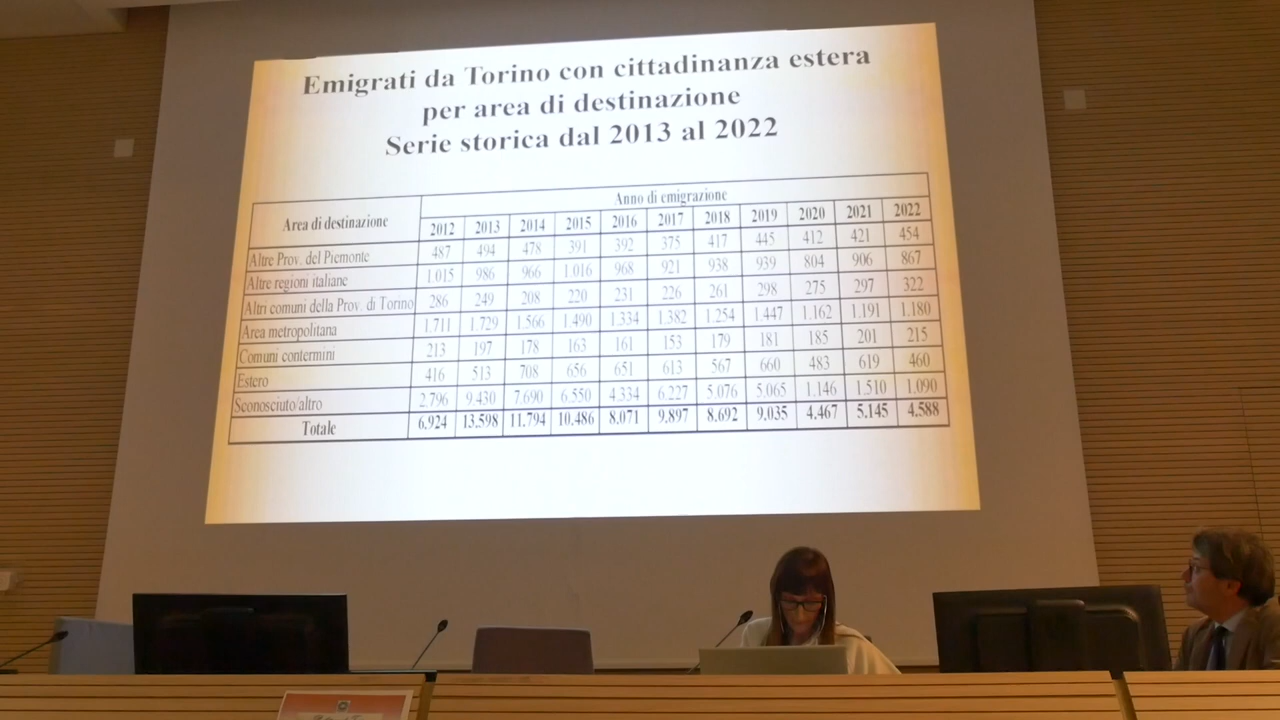 Emigrati da Torino con cittadinanza estera
per area di destinazione
Serie storica dal 2013 al 2022
Area di destinazione Anno di emigrazione
2012 2013 2014 2015 2016 2017 2018 2019 2020 2021 2022
Altre Prov. del Piemonte 487 494 478 391 392 375 417 445 412 421 454
Altre regioni italiane 1.015 986 966 1.016 968 921 938 939 804 906 867
Altri comuni della Prov. di Torino 286 249 208 220 231 226 261 298 275 297 322
Area metropolitana 1.711 1.729 1.566 1.490 1.334 1.382 1.254 1.447 1.162 1.191 1.180
Comuni contermini 213 197 178 163 161 153 179 181 185 201 215
Estero 416 513 708 656 651 613 567 660 483 619 460
Sconosciuto/altro 2.796 9.430 7.690 6.550 4.334 6.227 5.076 5.065 1.146 1.510 1.090
Totale 6.924 13.598 11.794 10.486 8.071 9.897 8.692 9.035 4.467 5.145 4.588